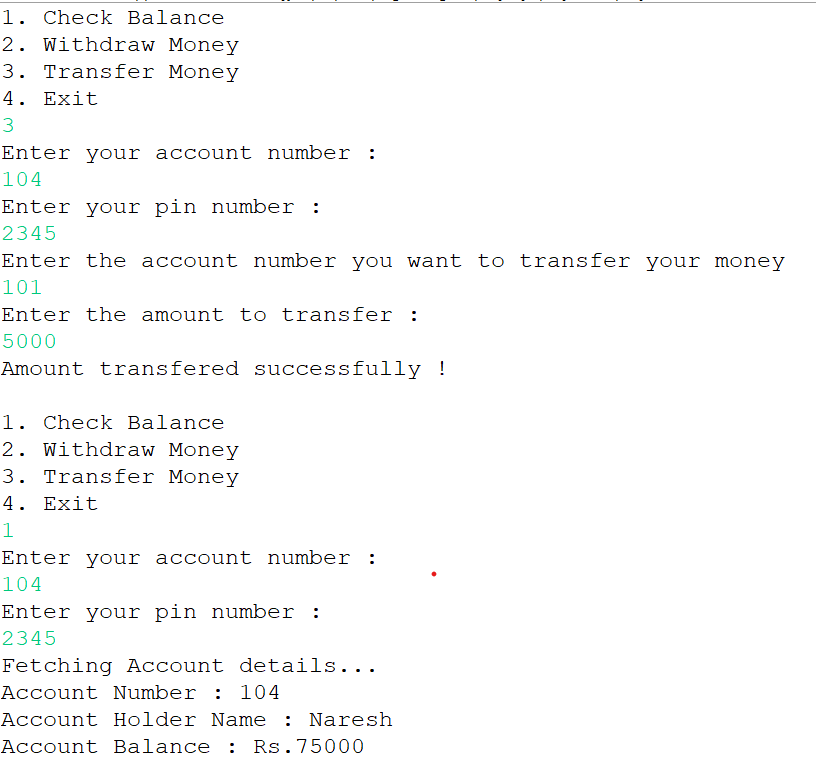 1. Check Balance
2. Withdraw Money
3. Transfer Money
4. Exit
3
Enter your account number :
104
Enter your pin number :
2345
Enter the account number you want to transfer your money
101
Enter the amount to transfer :
5000
Amount transfered successfully !
1. Check Balance
2. Withdraw Money
3. Transfer Money
4. Exit
1
Enter your account number :
104
Enter your pin number :
2345
Fetching Account details...
Account Number : 104
Account Holder Name : Naresh
Account Balance : Rs.75000